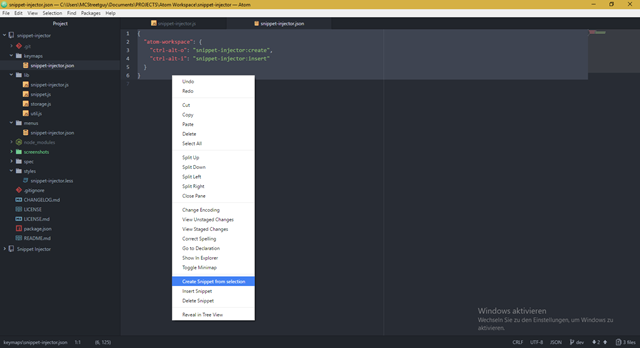 snippet-injector.json — C:\Users\MCStreetguy\Documents\PROJECTS\Atom Workspace\snippet-injector — Atom
File Edit View Selection Find Packages Help
Project
snippet-injector.js
snippet-injector.json
snippet-injector
.git
keymaps
snippet-injector.json
lib
snippet-injector.js
snippet.js
storage.js
util.js
menus
snippet-injector.json
node_modules
screenshots
spec
styles
snippet-injector.less
.gitignore
CHANGELOG.md
LICENSE
LICENSE.md
package.json
README.md
Snippet Injector
1 {
2 "atom-workspace": {
3 "ctrl-alt-o": "snippet-injector:create",
4 "ctrl-alt-i": "snippet-injector:insert"
5 }
6 }
7
Undo
Redo
Cut
Copy
Paste
Delete
Select All
Split Up
Split Down
Split Left
Split Right
Close Pane
Change Encoding
View Unstaged Changes
View Staged Changes
Correct Spelling
Go to Declaration
Show In Explorer
Toggle Minimap
Create Snippet from selection
Insert Snippet
Delete Snippet
Reveal in Tree View
Windows aktivieren
Wechseln Sie zu den Einstellungen, um Windows zu
aktivieren.
keymaps\snippet-injector.json 1:1 (6, 123) CRLF UTF-8 JSON dev 2 3 files